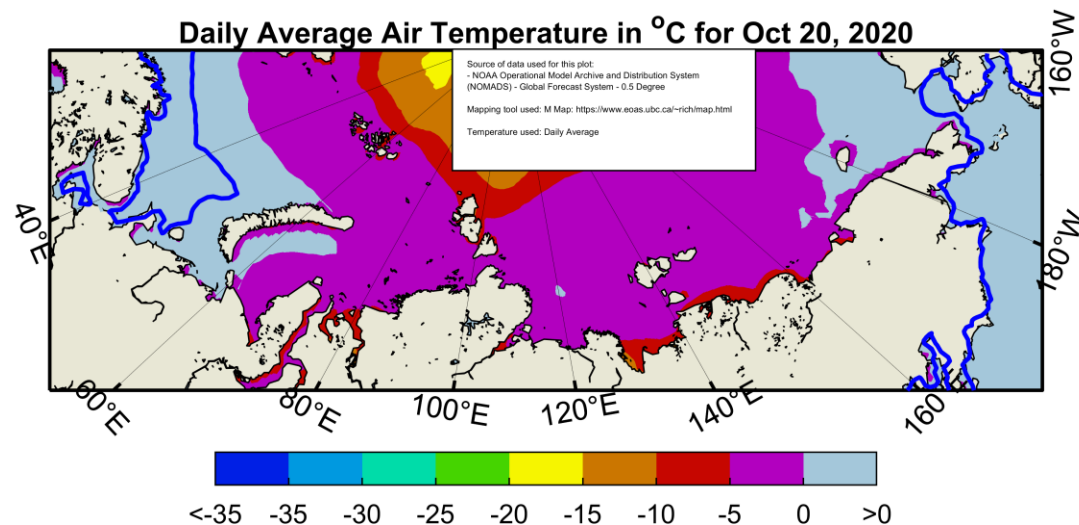 Daily Average Air Temperature in °C for Oct 20, 2020
Source of data used for this plot:
- NOAA Operational Model Archive and Distribution System
(NOMADS) - Global Forecast System - 0.5 Degree
Mapping tool used: M Map: https://www.eoas.ubc.ca/~rich/map.html
Temperature used: Daily Average
160°W
40°E
180°W
60°E
80°E
100°E
120°E
140°E
160
<-35 -35 -30 -25 -20 -15 -10 -5 0 >0